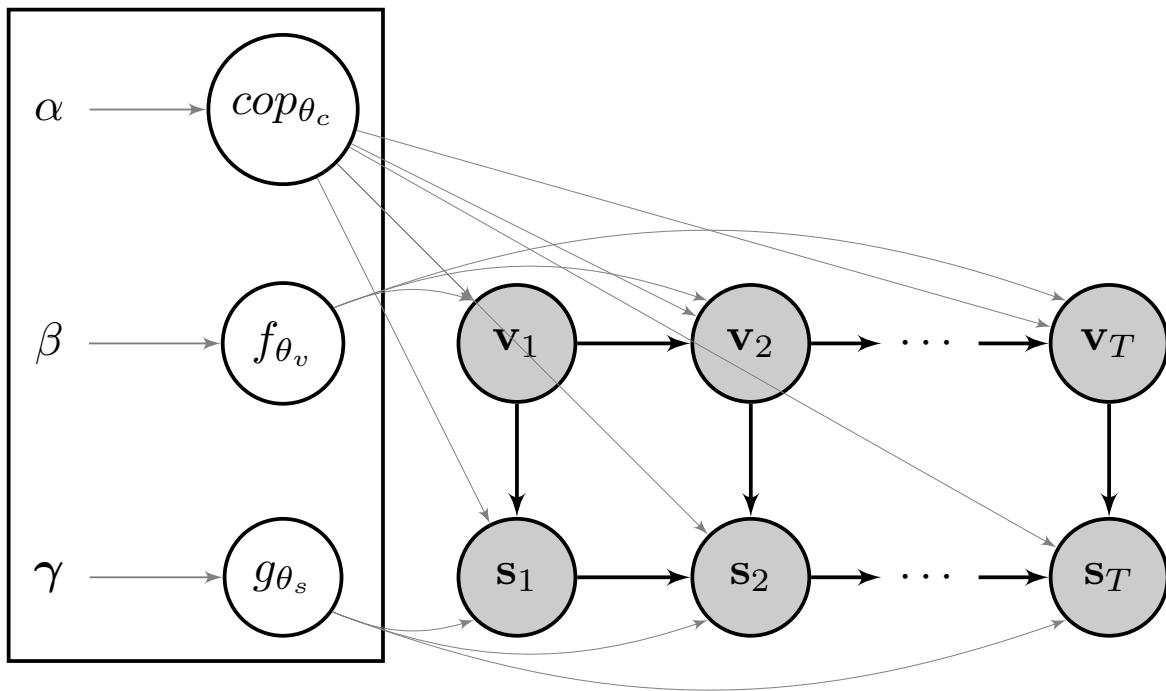 α cop_{θ_c}
β f_{θ_v} v_1 v_2 ··· v_T
γ g_{θ_s} s_1 s_2 ··· s_T